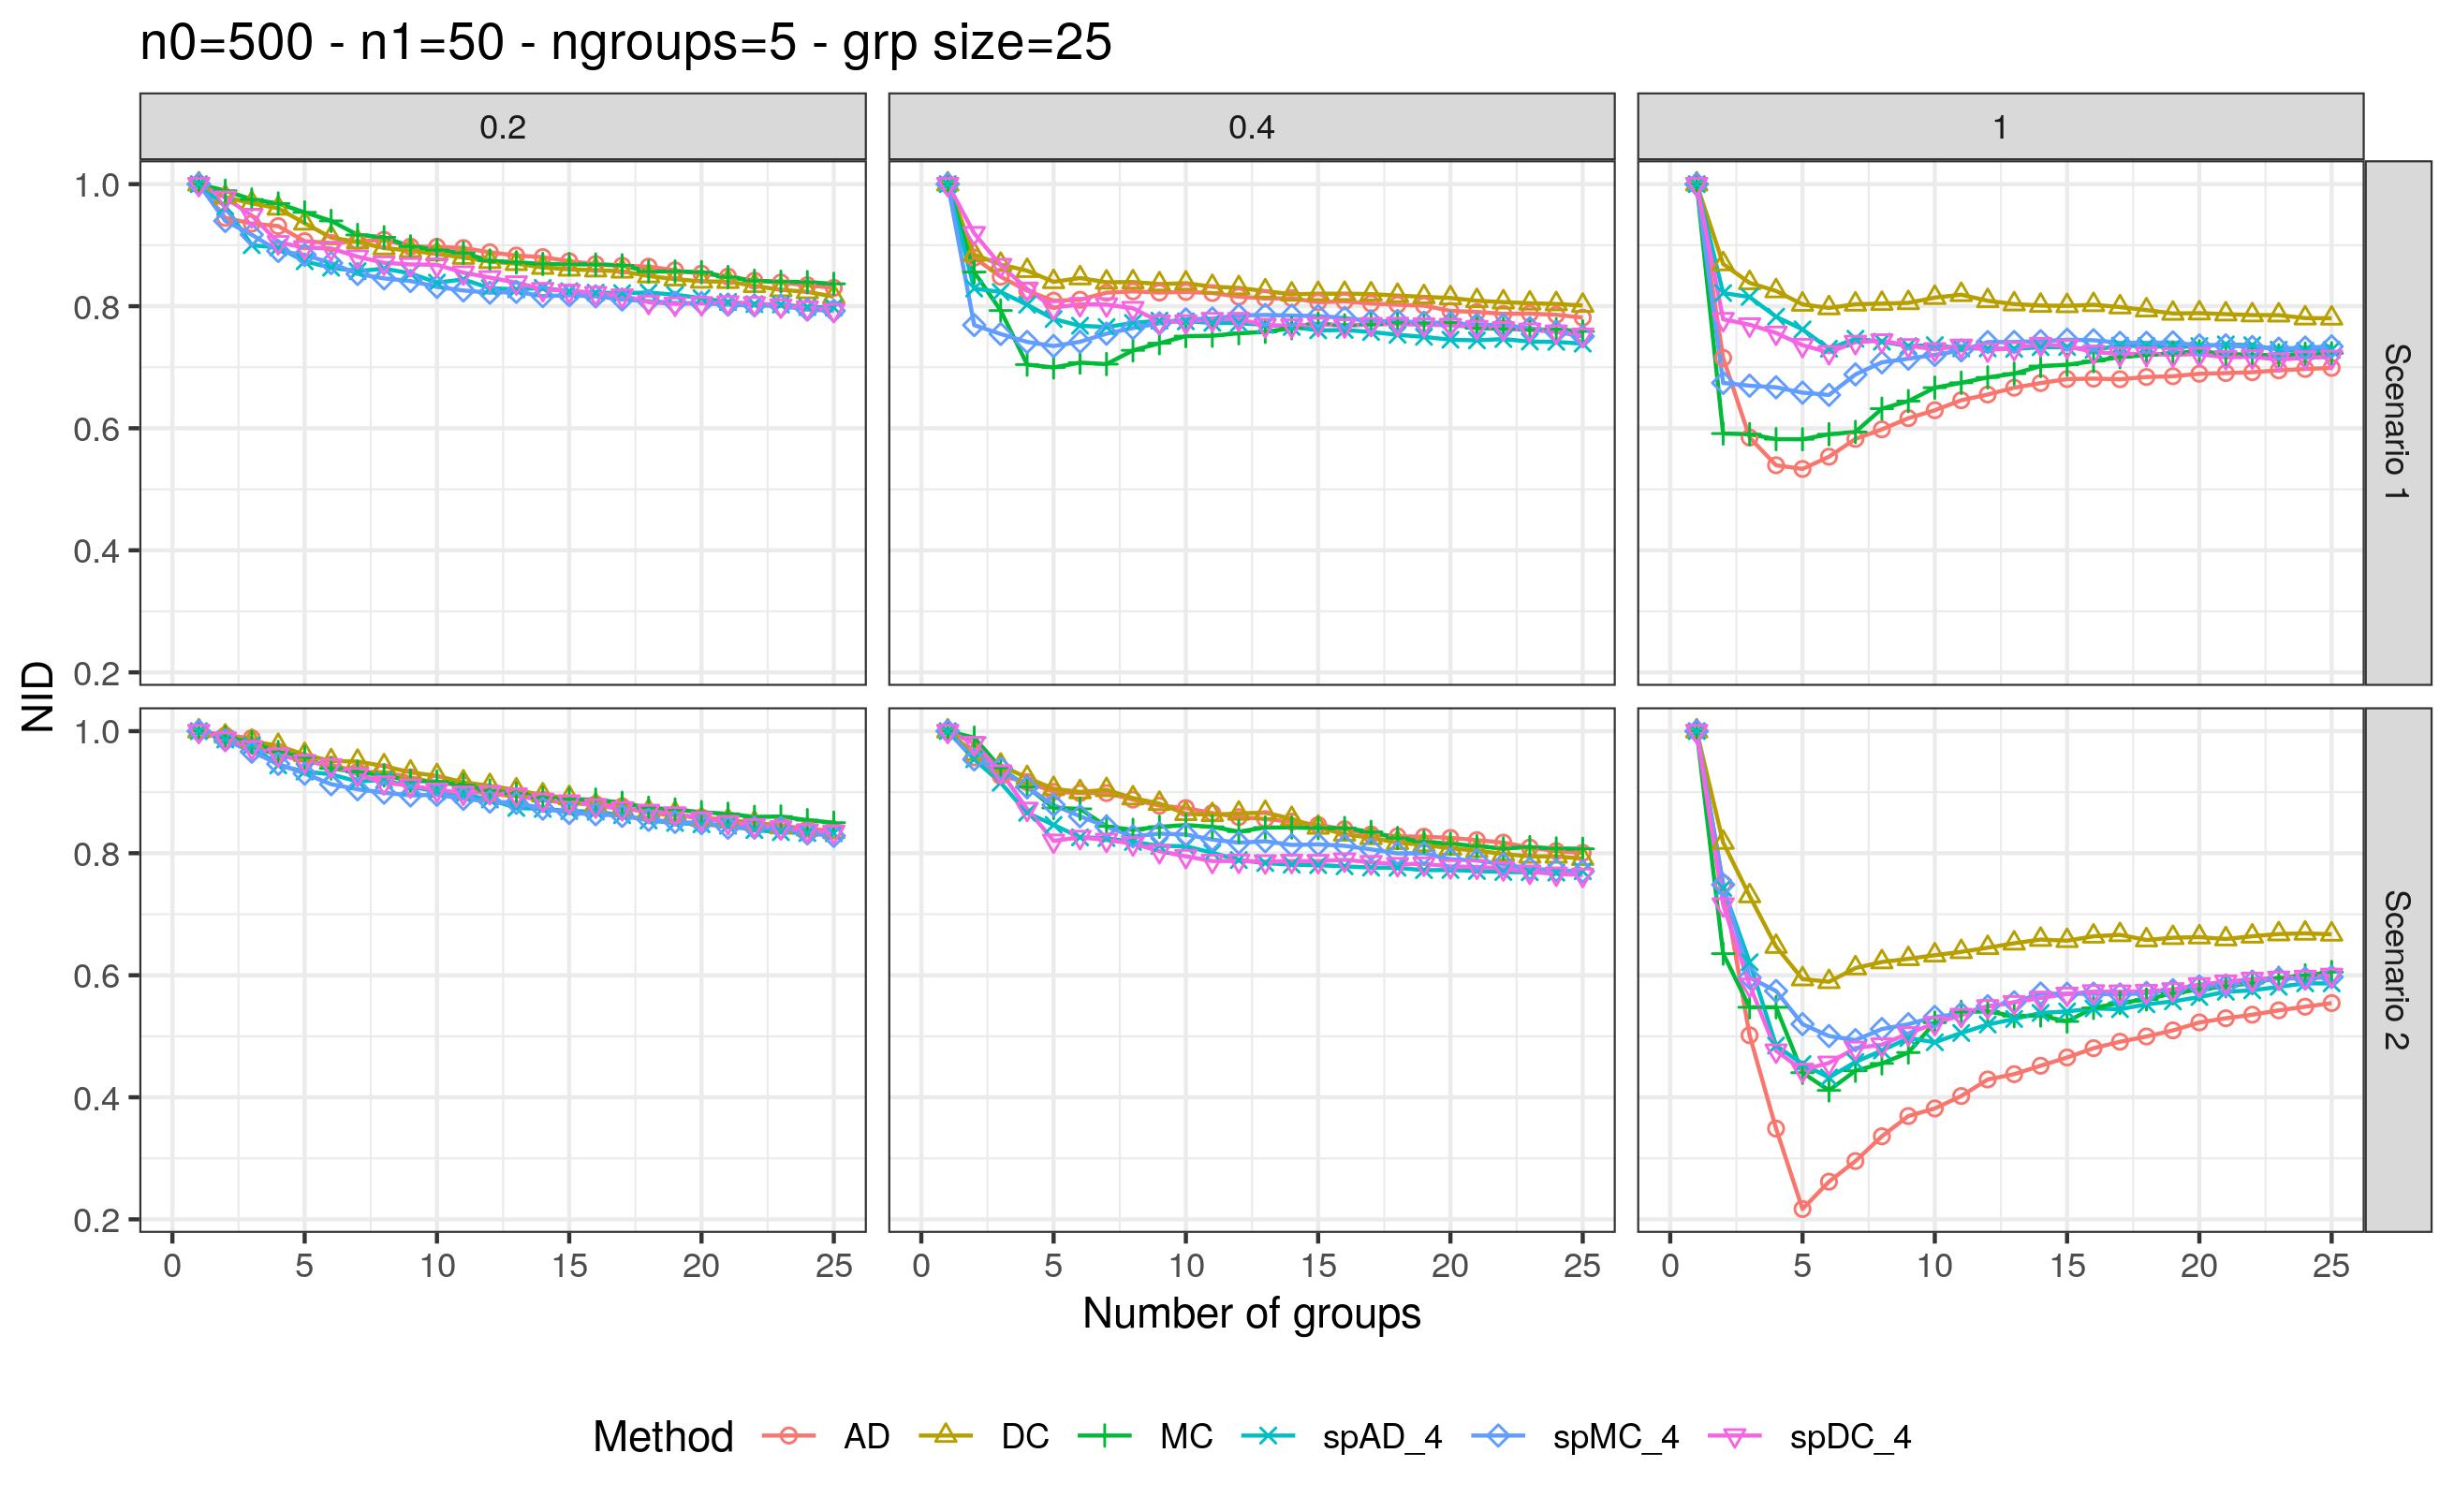 n0=500 - n1=50 - ngroups=5 - grp size=25
0.2 0.4 1
1.0
0.8
0.6
0.4
0.2
Scenario 1
NID
1.0
0.8
0.6
0.4
0.2
Scenario 2
0 5 10 15 20 25 0 5 10 15 20 25 0 5 10 15 20 25
Number of groups
Method AD DC MC spAD_4 spMC_4 spDC_4